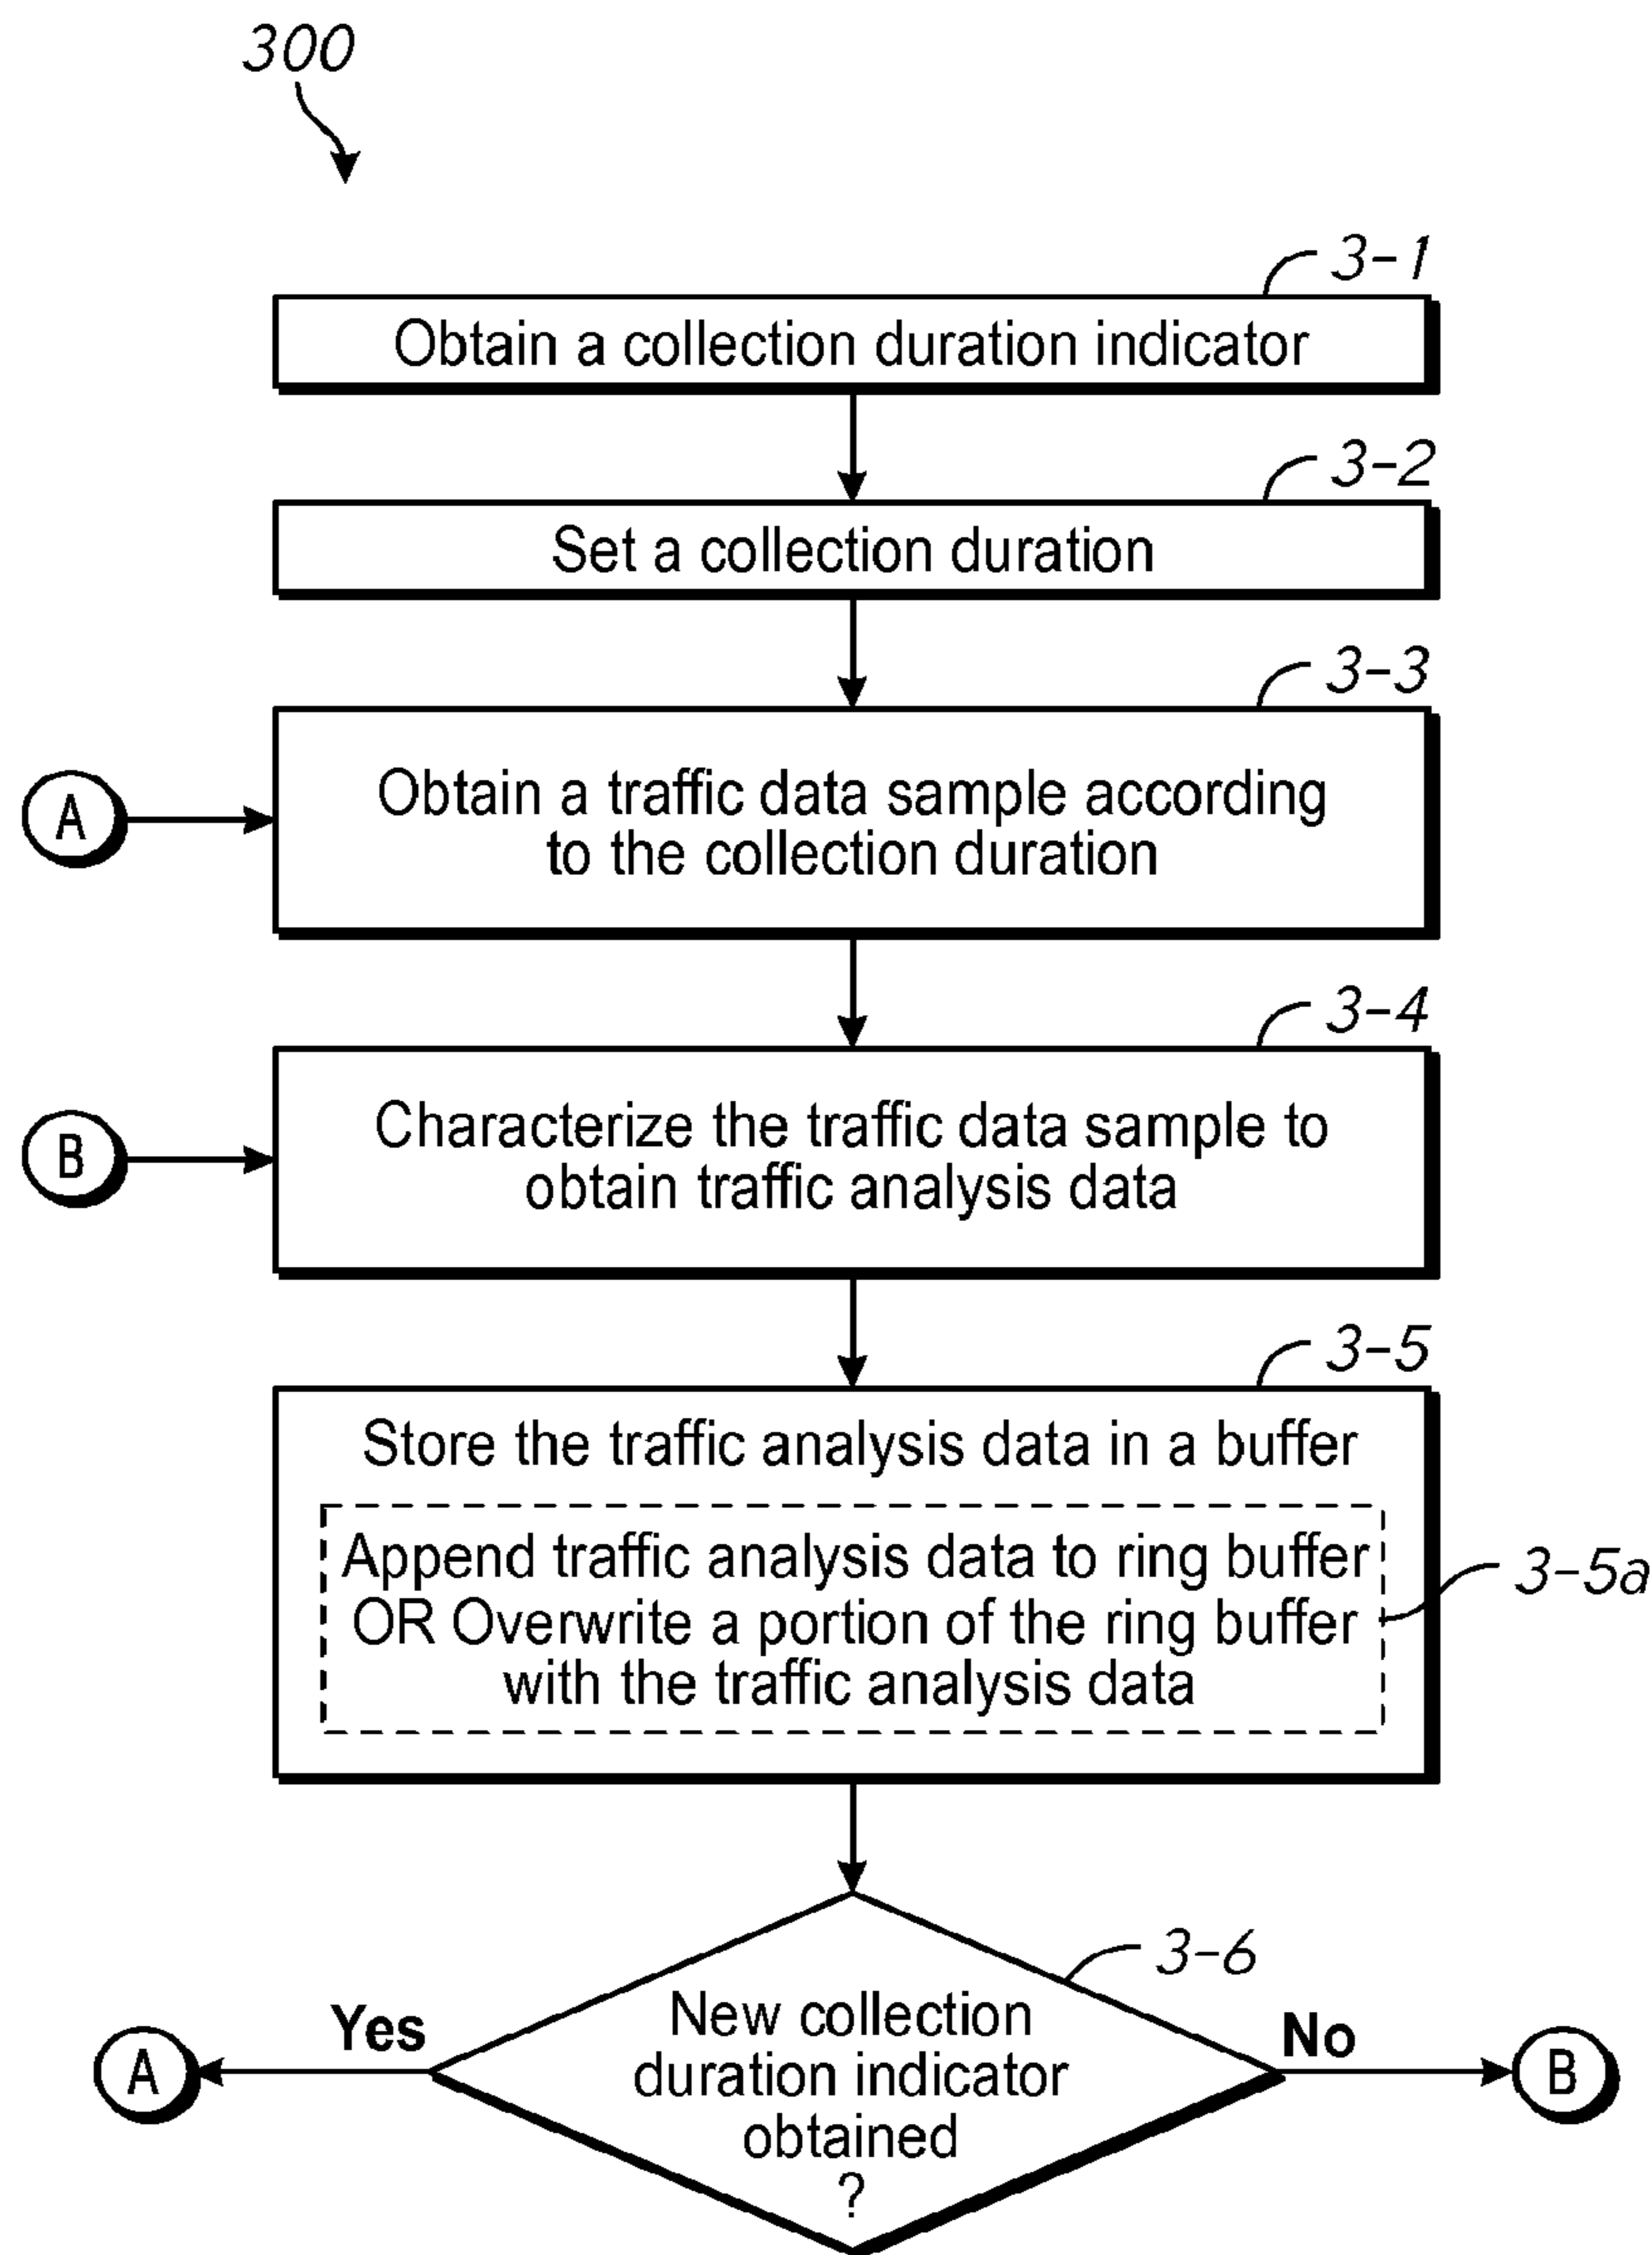 300
3-1
Obtain a collection duration indicator
3-2
Set a collection duration
3-3
A
Obtain a traffic data sample according
to the collection duration
3-4
B
Characterize the traffic data sample to
obtain traffic analysis data
3-5
Store the traffic analysis data in a buffer
Append traffic analysis data to ring buffer
OR Overwrite a portion of the ring buffer
with the traffic analysis data
3-5a
3-6
New collection
duration indicator
obtained
?
Yes
A
No
B